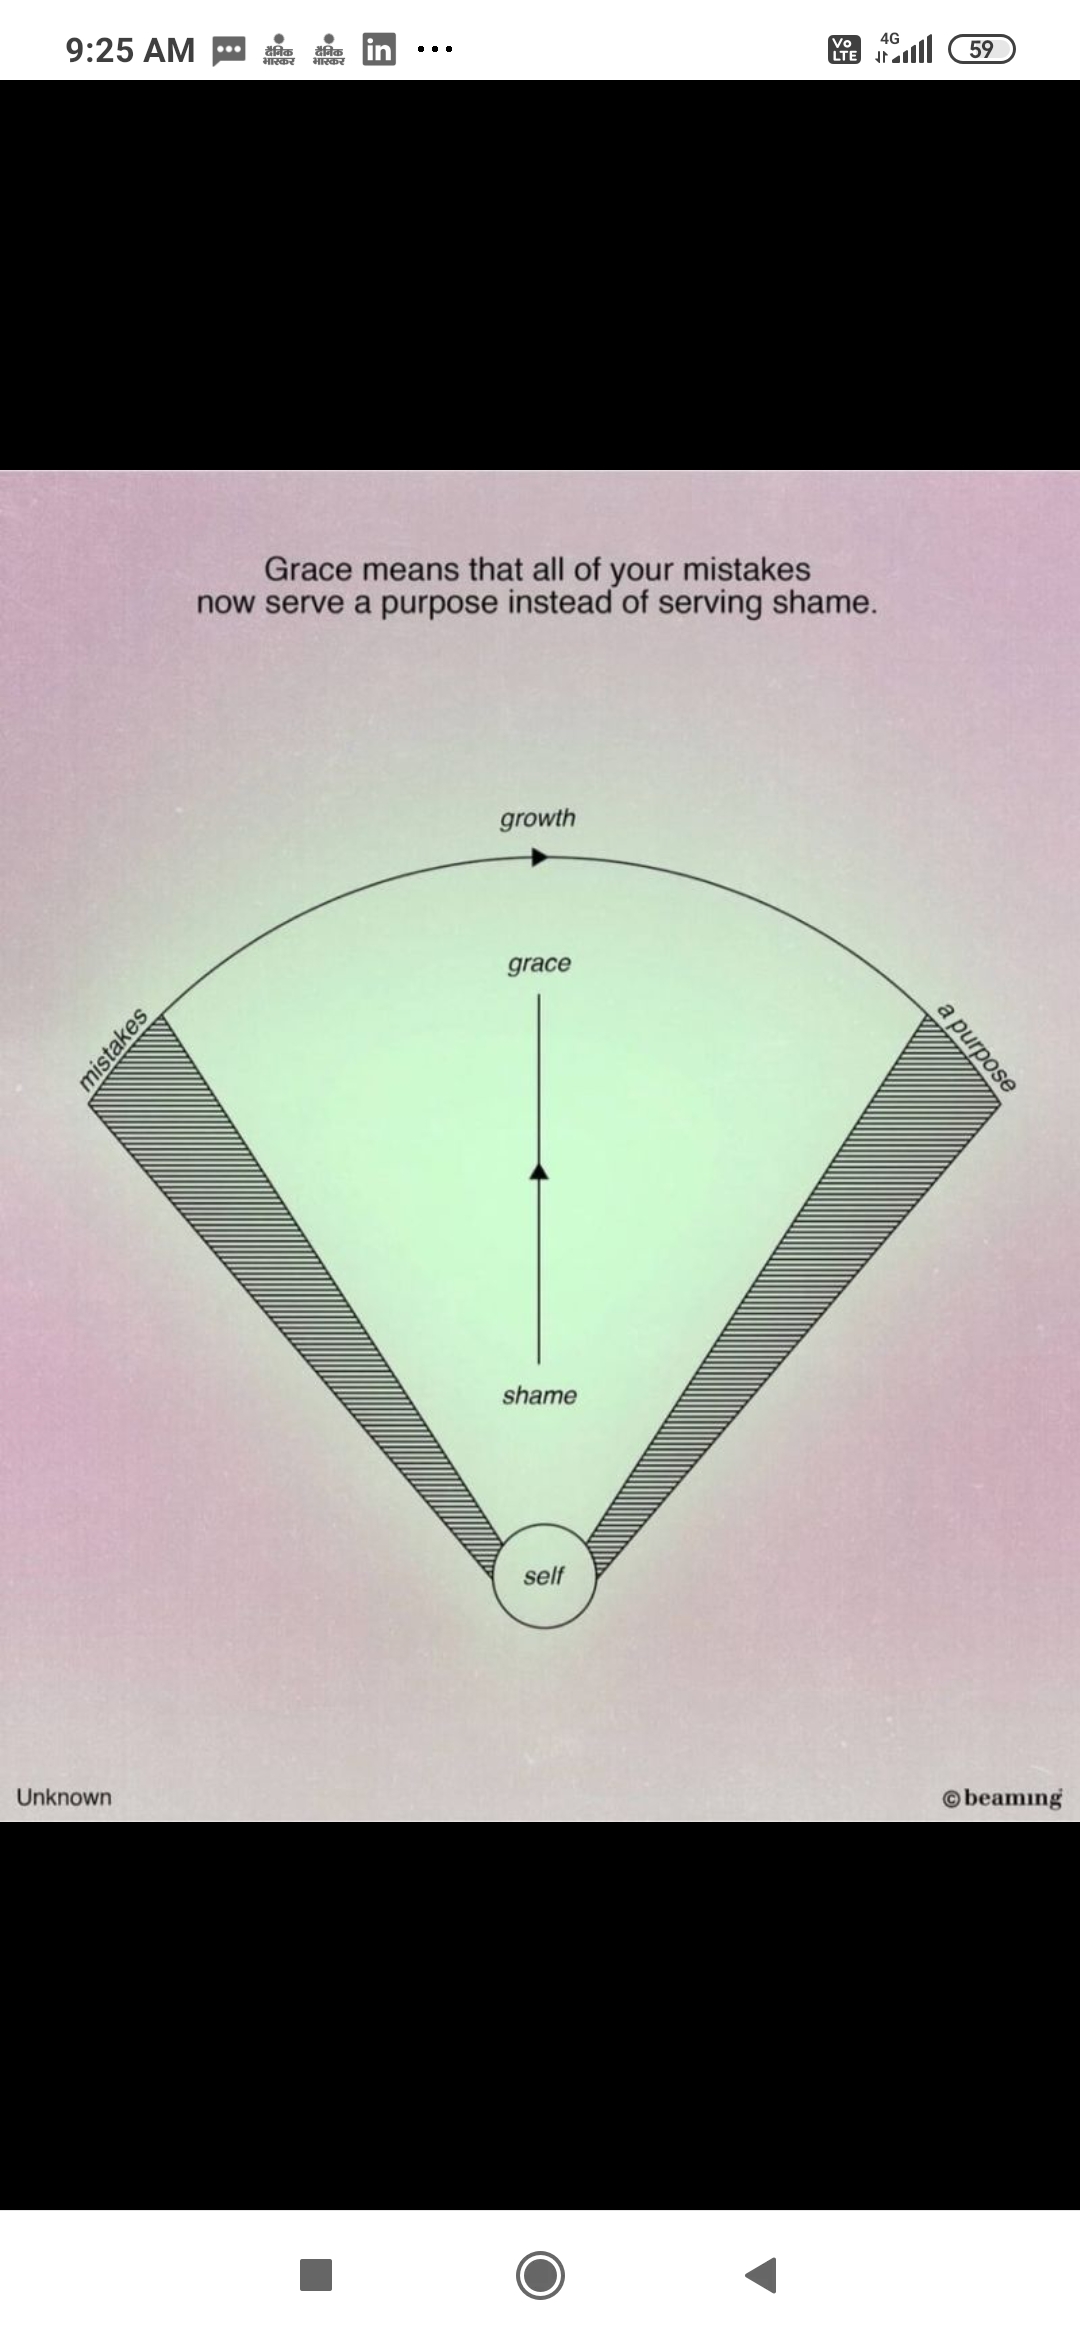 9:25 AM
दैनिक
भास्कर
दैनिक
भास्कर
in
Vo
LTE
4G
59
Grace means that all of your mistakes
now serve a purpose instead of serving shame.
growth
grace
mistakes
a purpose
shame
self
Unknown
©beaming